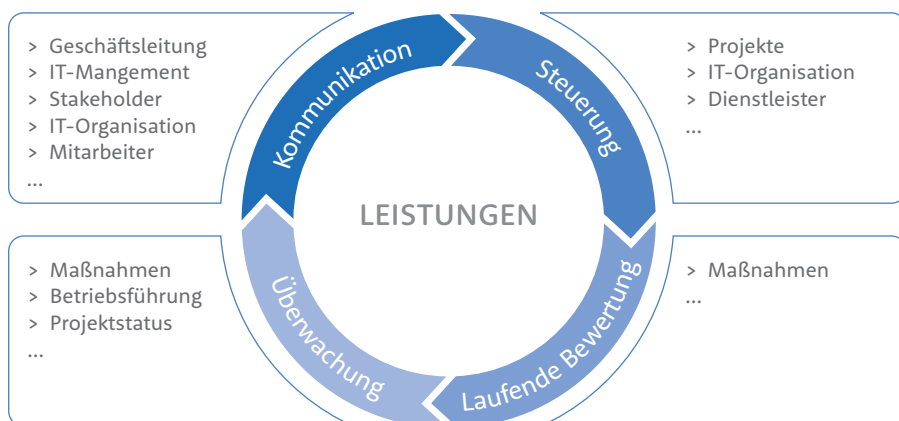 > Geschäftsleitung
> IT-Mangement
> Stakeholder
> IT-Organisation
> Mitarbeiter
...
Kommunikation
Steuerung
> Projekte
> IT-Organisation
> Dienstleister
...
LEISTUNGEN
> Maßnahmen
> Betriebsführung
> Projektstatus
...
Überwachung
Laufende Bewertung
> Maßnahmen
...